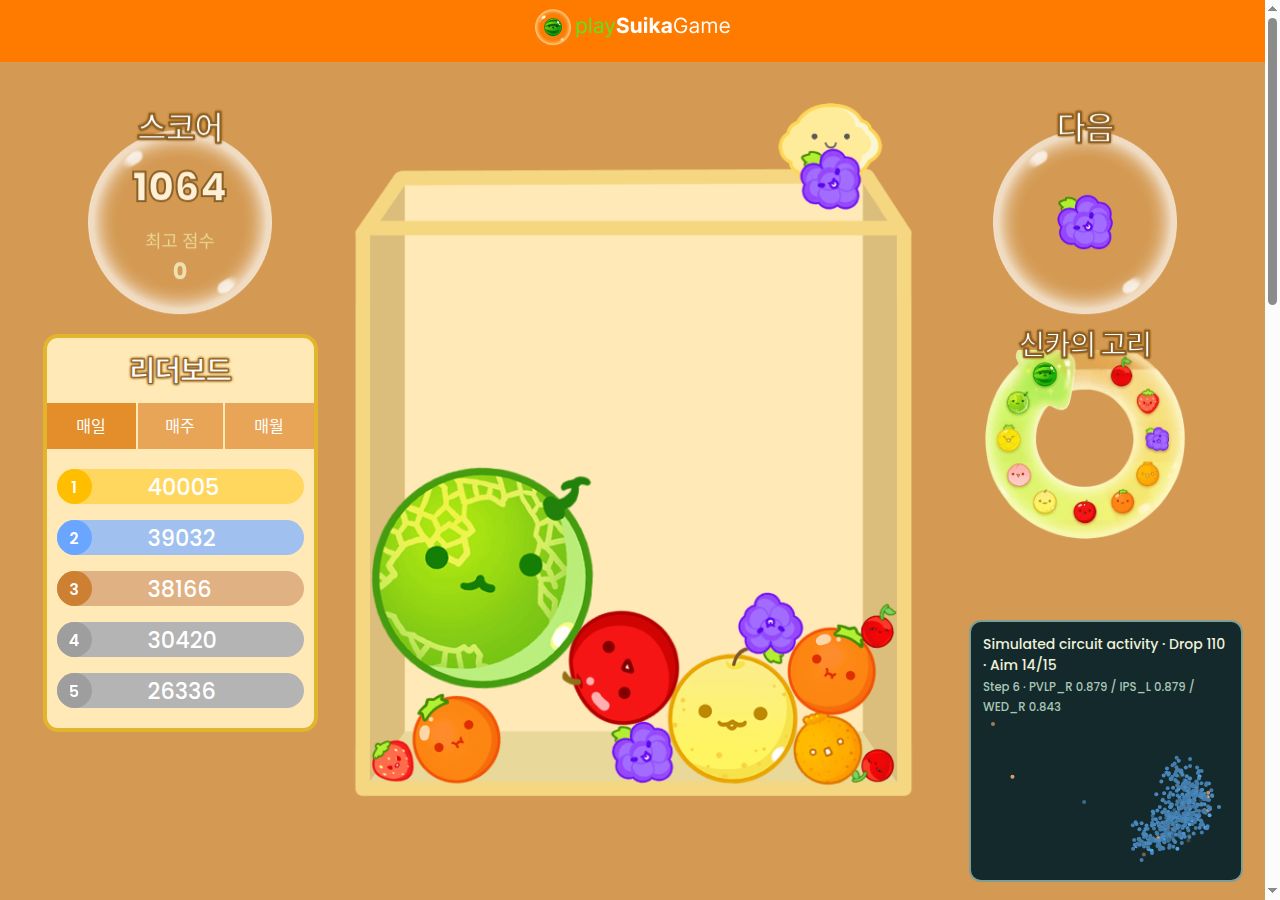 playSuikaGame
스코어
1064
최고 점수
0
다음
신카의 고리
리더보드
매일 매주 매월
1 40005
2 39032
3 38166
4 30420
5 26336
Simulated circuit activity · Drop 110
· Aim 14/15
Step 6 · PVLP_R 0.879 / IPS_L 0.879 /
WED_R 0.843